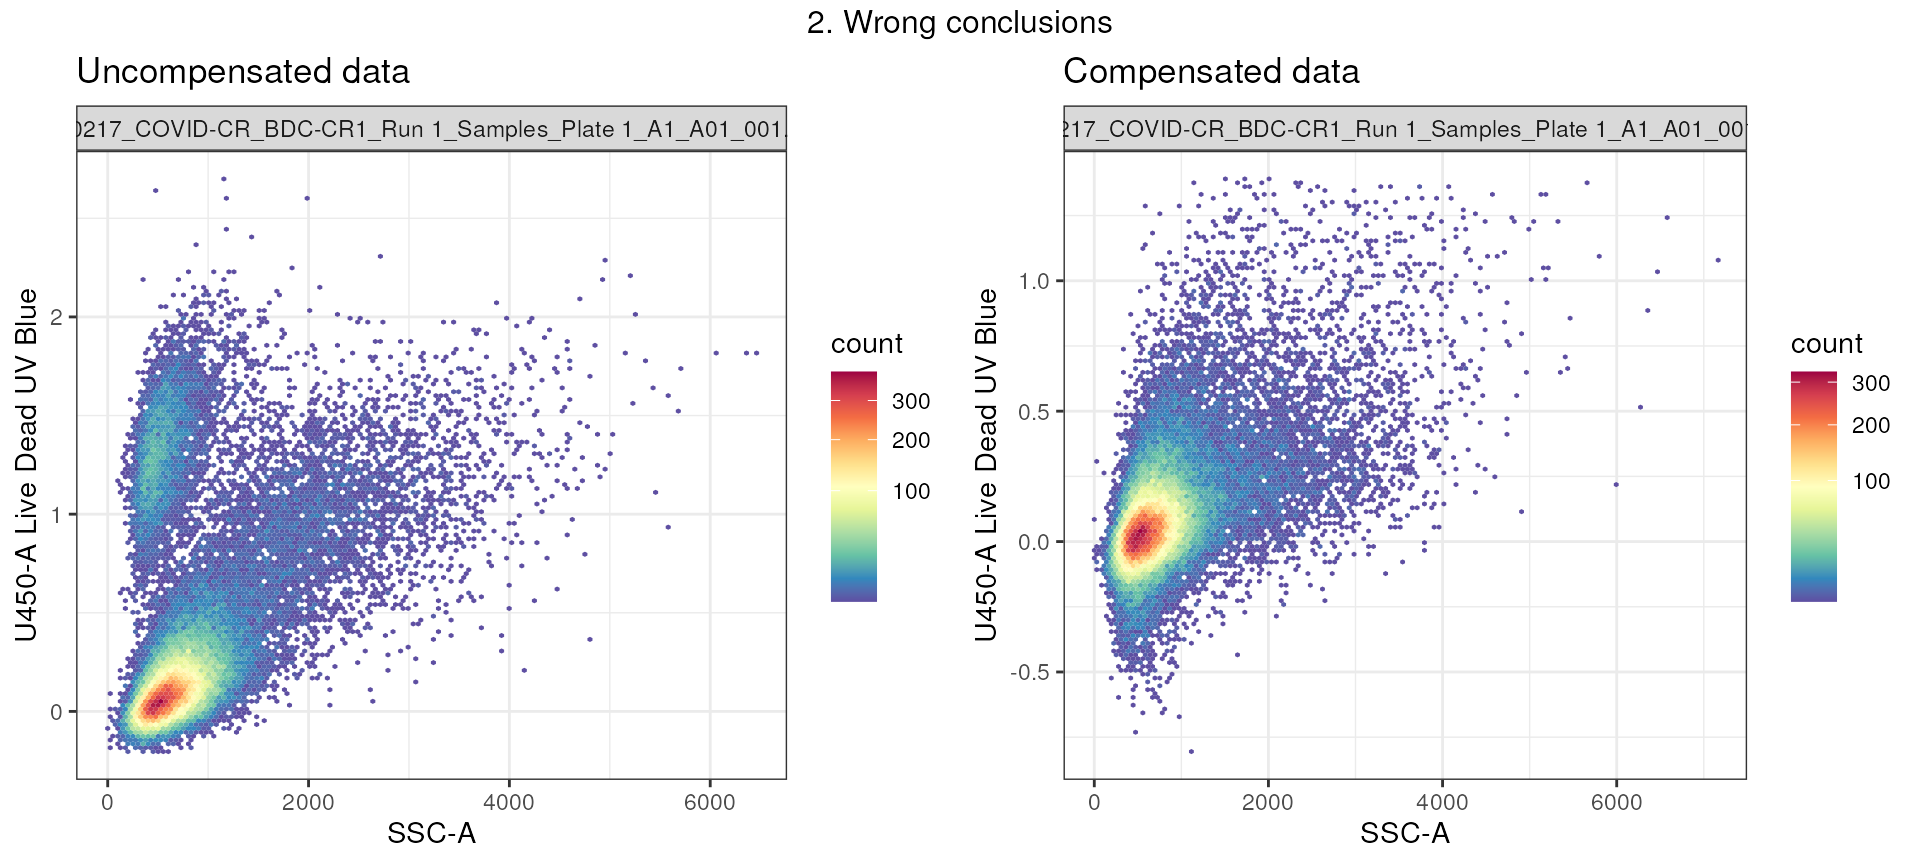 2. Wrong conclusions
Uncompensated data
0217_COVID-CR_BDC-CR1_Run 1_Samples_Plate 1_A1_A01_001.
U450-A Live Dead UV Blue
2
1
0
0
2000
4000
6000
SSC-A
count
300
200
100
Compensated data
217_COVID-CR_BDC-CR1_Run 1_Samples_Plate 1_A1_A01_00
U450-A Live Dead UV Blue
1.0
0.5
0.0
-0.5
0
2000
4000
6000
SSC-A
count
300
200
100